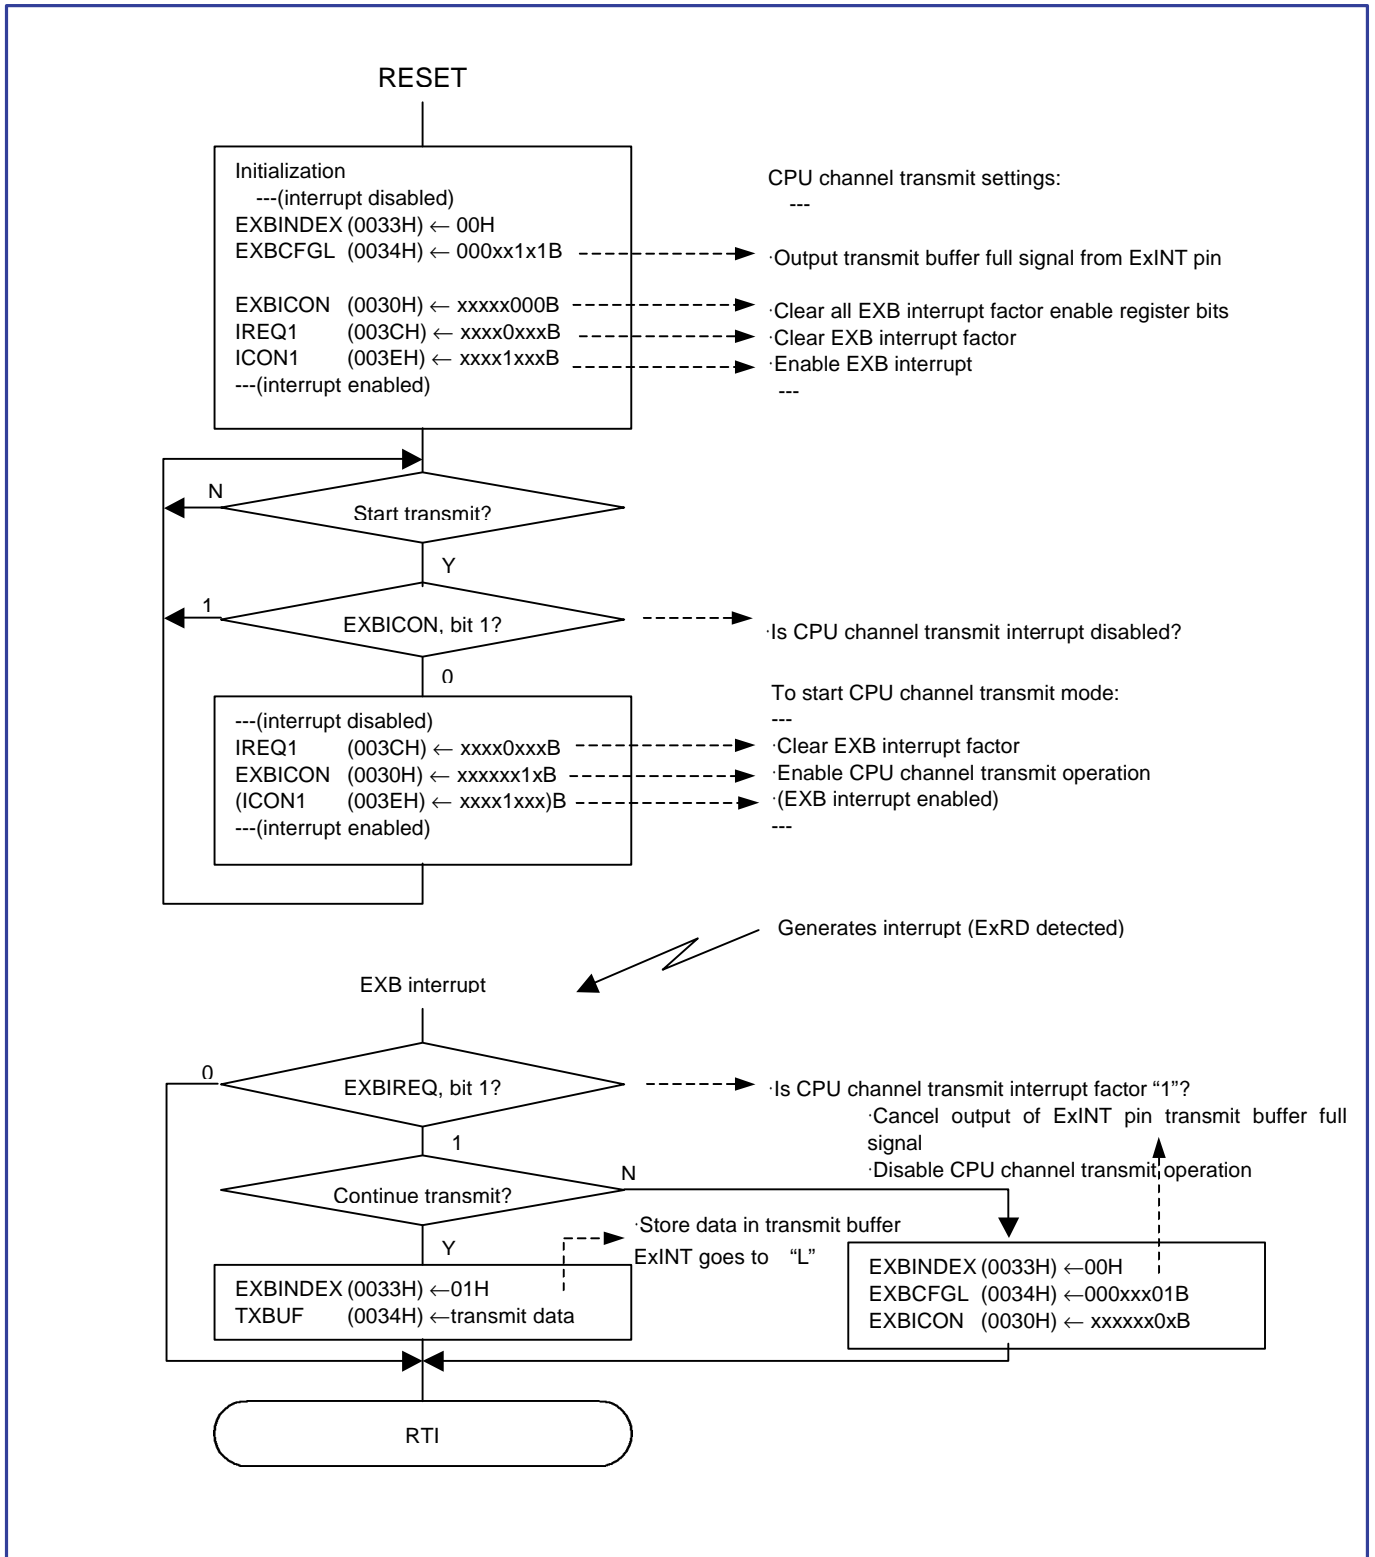 RESET
Initialization
---(interrupt disabled)
EXBINDEX (0033H) ← 00H
EXBCFGL (0034H) ← 000xx1x1B
EXBICON (0030H) ← xxxxx000B
IREQ1 (003CH) ← xxxx0xxxB
ICON1 (003EH) ← xxxx1xxxB
---(interrupt enabled)
CPU channel transmit settings:
---
·Output transmit buffer full signal from ExINT pin
·Clear all EXB interrupt factor enable register bits
·Clear EXB interrupt factor
·Enable EXB interrupt
---
N
Start transmit?
Y
1
EXBICON, bit 1?
·Is CPU channel transmit interrupt disabled?
0
---(interrupt disabled)
IREQ1 (003CH) ← xxxx0xxxB
EXBICON (0030H) ← xxxxxx1xB
(ICON1 (003EH) ← xxxx1xxx)B
---(interrupt enabled)
To start CPU channel transmit mode:
---
·Clear EXB interrupt factor
·Enable CPU channel transmit operation
·(EXB interrupt enabled)
---
Generates interrupt (ExRD detected)
EXB interrupt
0
EXBIREQ, bit 1?
·Is CPU channel transmit interrupt factor “1”?
·Cancel output of ExINT pin transmit buffer full
signal
·Disable CPU channel transmit operation
1
N
Continue transmit?
Y
·Store data in transmit buffer
ExINT goes to “L”
EXBINDEX (0033H) ←01H
TXBUF (0034H) ←transmit data
EXBINDEX (0033H) ←00H
EXBCFGL (0034H) ←000xxx01B
EXBICON (0030H) ← xxxxxx0xB
RTI